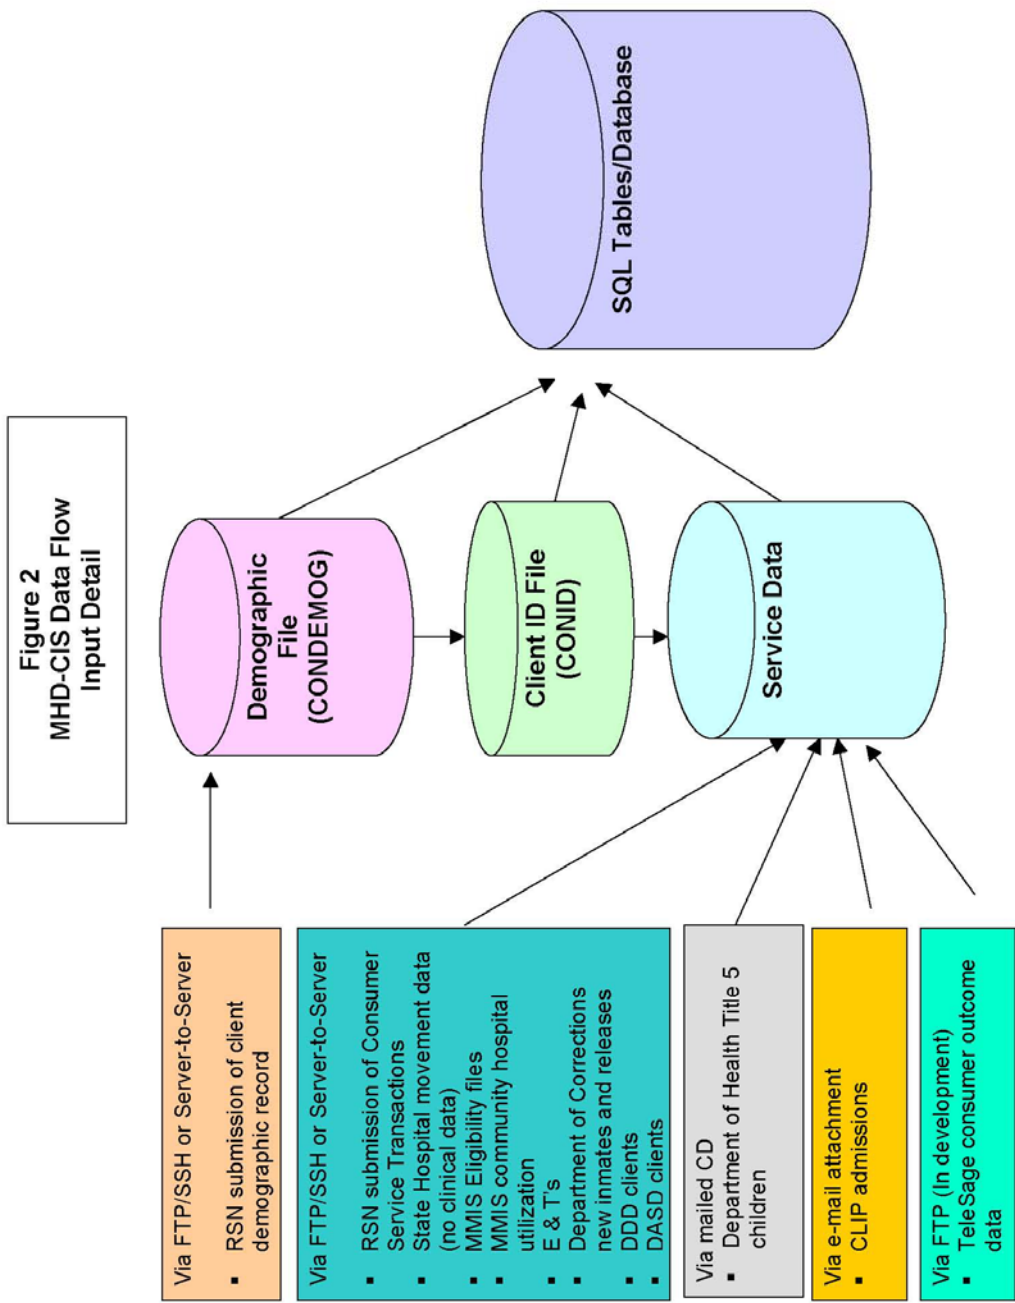 Figure 2
MHD-CIS Data Flow
Input Detail
Via FTP/SSH or Server-to-Server
▪ RSN submission of client
demographic record
Via FTP/SSH or Server-to-Server
▪ RSN submission of Consumer
Service Transactions
▪ State Hospital movement data
(no clinical data)
▪ MMIS Eligibility files
▪ MMIS community hospital
utilization
▪ E & T's
▪ Department of Corrections
new inmates and releases
▪ DDD clients
▪ DASD clients
Via mailed CD
▪ Department of Health Title 5
children
Via e-mail attachment
▪ CLIP admissions
Via FTP (In development)
▪ TeleSage consumer outcome
data
Demographic
File
(CONDEMOG)
Client ID File
(CONID)
Service Data
SQL Tables/Database